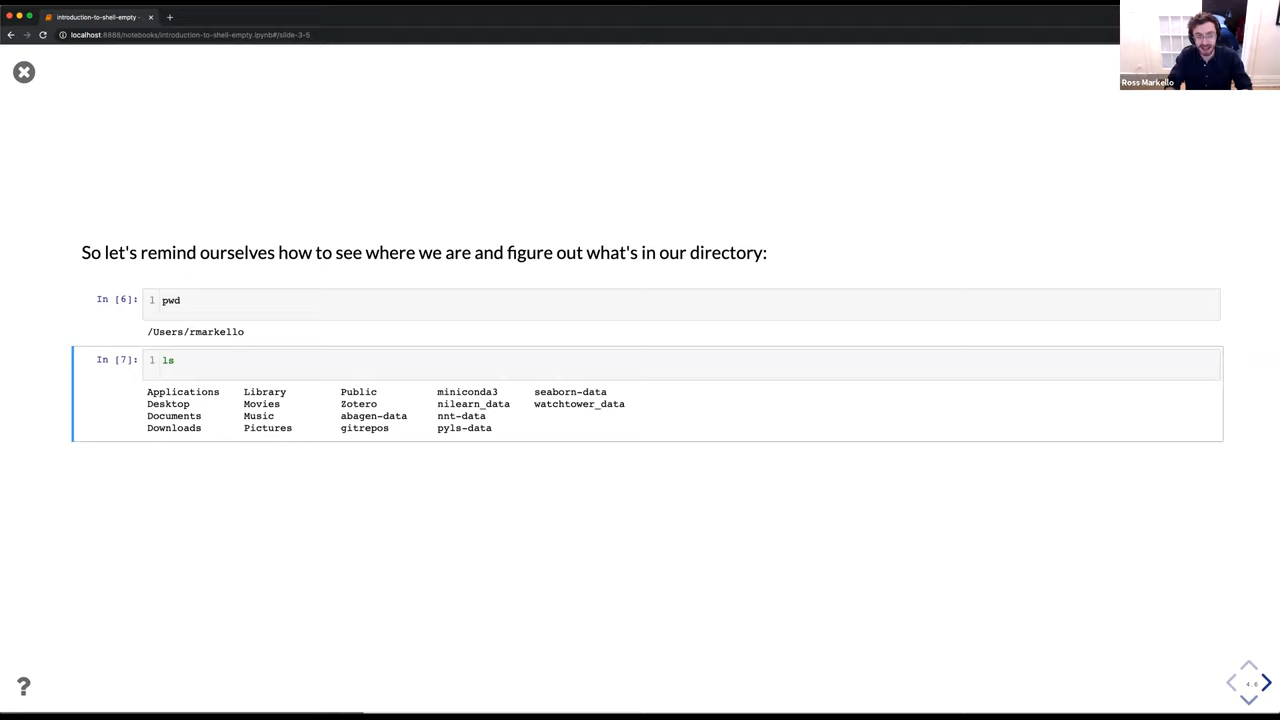 introduction-to-shell-empty -
localhost:8888/notebooks/introduction-to-shell-empty.ipynb#/slide-3-5
Ross Markello
So let's remind ourselves how to see where we are and figure out what's in our directory:
In [6]: 1 pwd
/Users/rmarkello
In [7]: 1 ls
Applications Library Public miniconda3 seaborn-data
Desktop Movies Zotero nilearn_data watchtower_data
Documents Music abagen-data nnt-data
Downloads Pictures gitrepos pyls-data
?
4.6